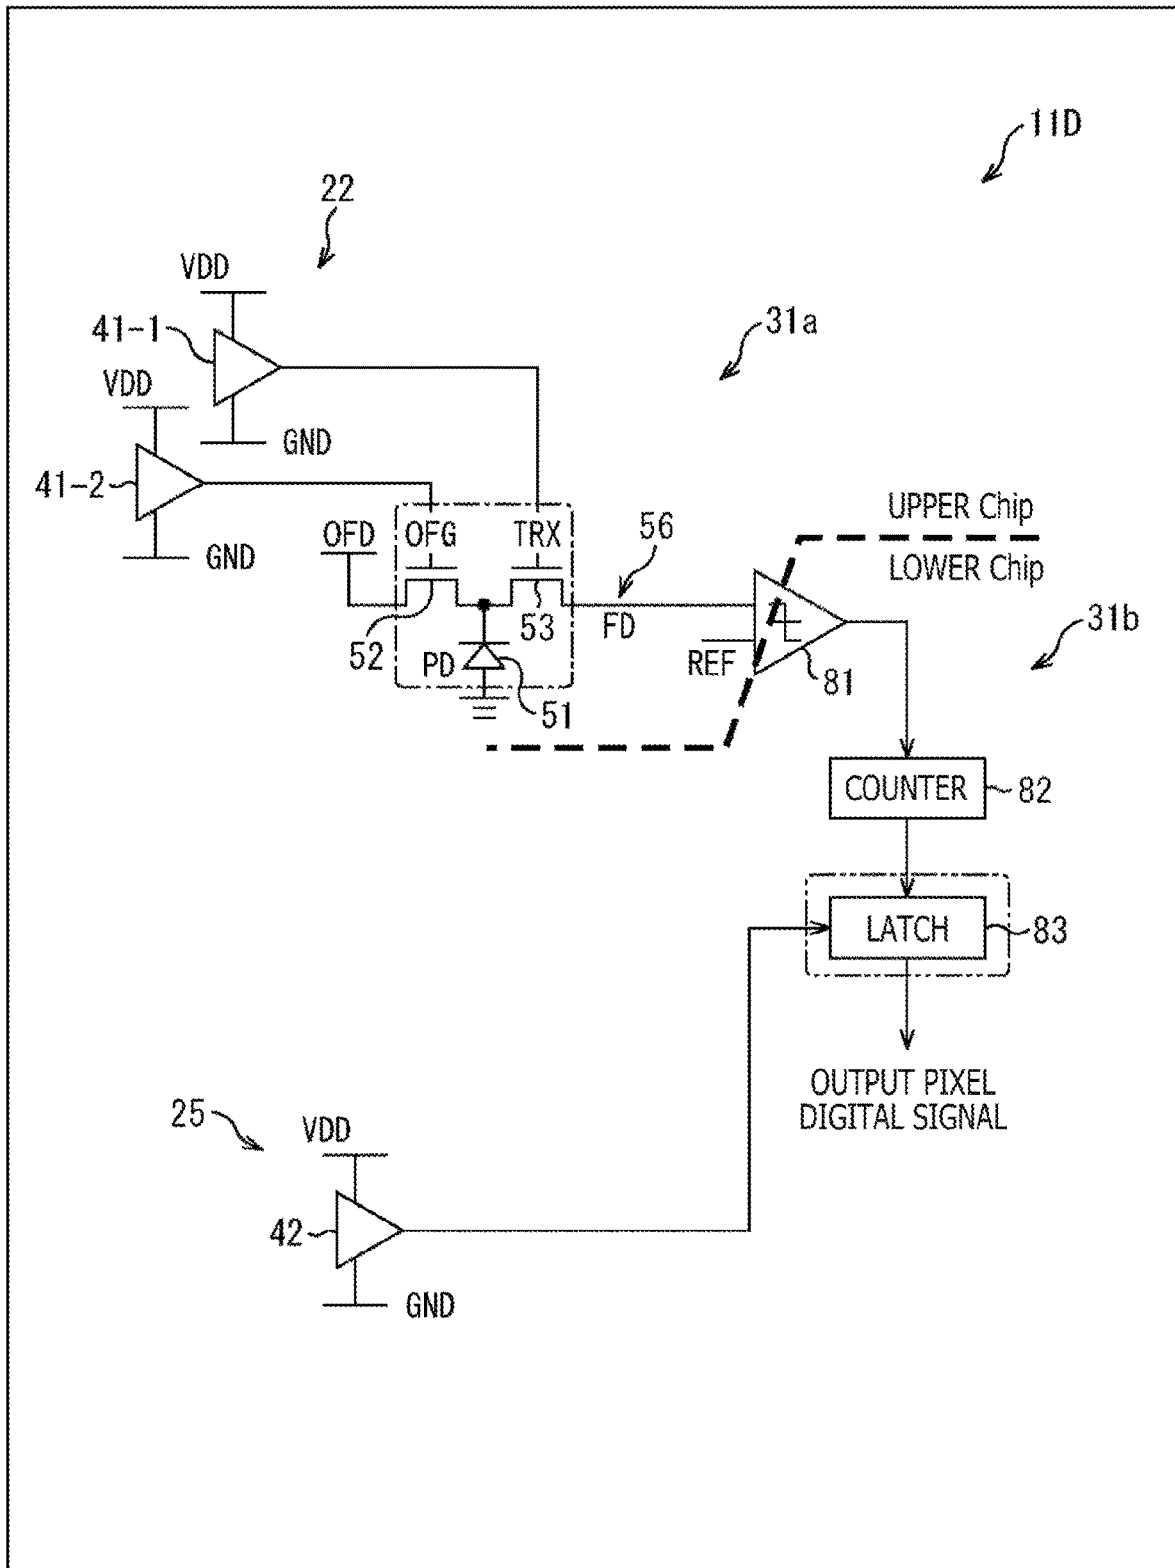 11D
22
VDD
31a
41-1
VDD
GND
41-2
56
UPPER Chip
OFD OFG TRX
GND
LOWER Chip
53
FD
31b
52
PD
REF
81
51
COUNTER
82
LATCH
83
OUTPUT PIXEL
DIGITAL SIGNAL
25
VDD
42
GND